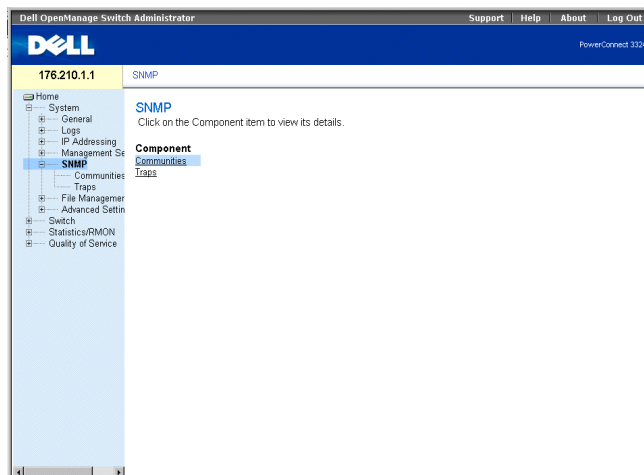 Dell OpenManage Switch Administrator
Support | Help | About | Log Out
DELL
PowerConnect 3324
176.210.1.1
SNMP
Home
System
General
Logs
IP Addressing
Management Se
SNMP
Communities
Traps
File Managemer
Advanced Settin
Switch
Statistics/RMON
Quality of Service
SNMP
Click on the Component item to view its details.
Component
Communities
Traps